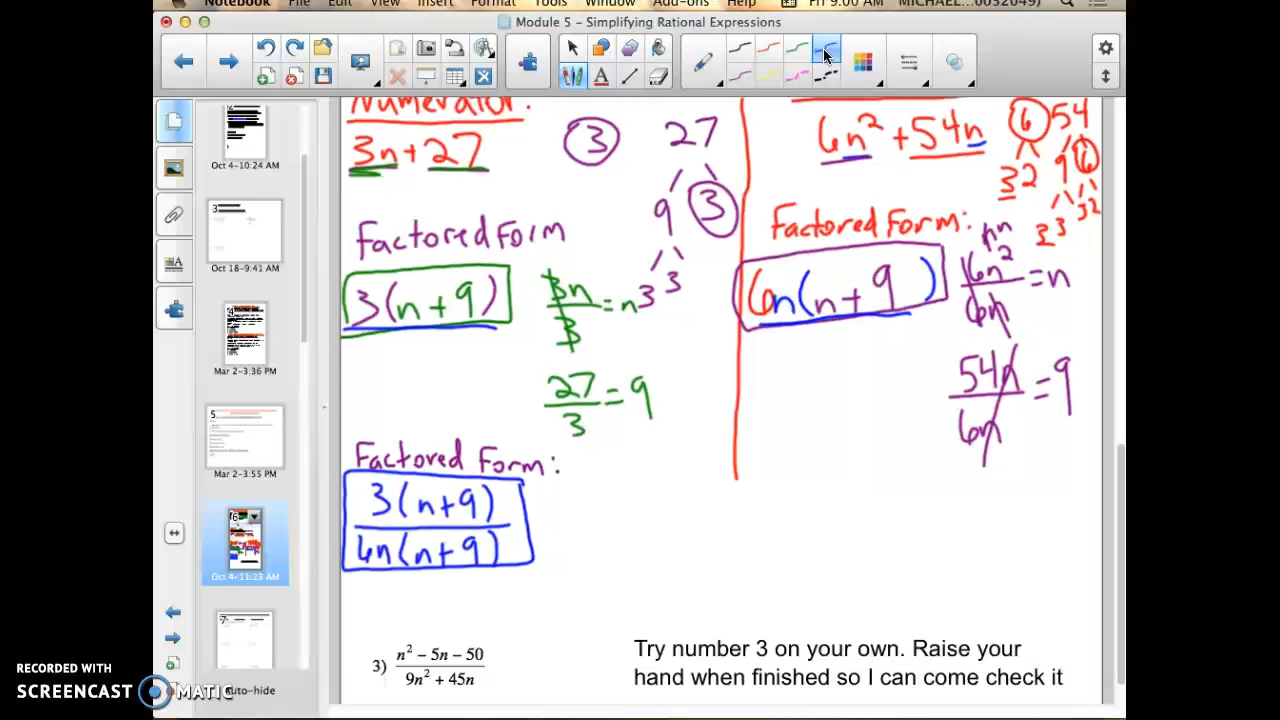 Notebook File Edit View Insert Format Tools Window Add-ons Help Fri 9:00 AM
Module 5 - Simplifying Rational Expressions
Oct 4-10:24 AM
3
Oct 18-9:41 AM
Mar 2-3:36 PM
5
Mar 2-3:55 PM
6
Oct 4-11:23 AM
7
Auto-hide
Numerator:
3n+27
3 27
9 3
3 3
Factored Form
3(n+9)
3n/3 = n
27/3 = 9
6n² + 54n
6 54
3 2 9 6
3 3 3 2
Factored Form:
6n(n+9)
nn
6n²/6n = n
54n/6n = 9
Factored Form:
3(n+9)
6n(n+9)
3) n² − 5n − 50
9n² + 45n
Try number 3 on your own. Raise your
hand when finished so I can come check it
RECORDED WITH
SCREENCAST MATIC